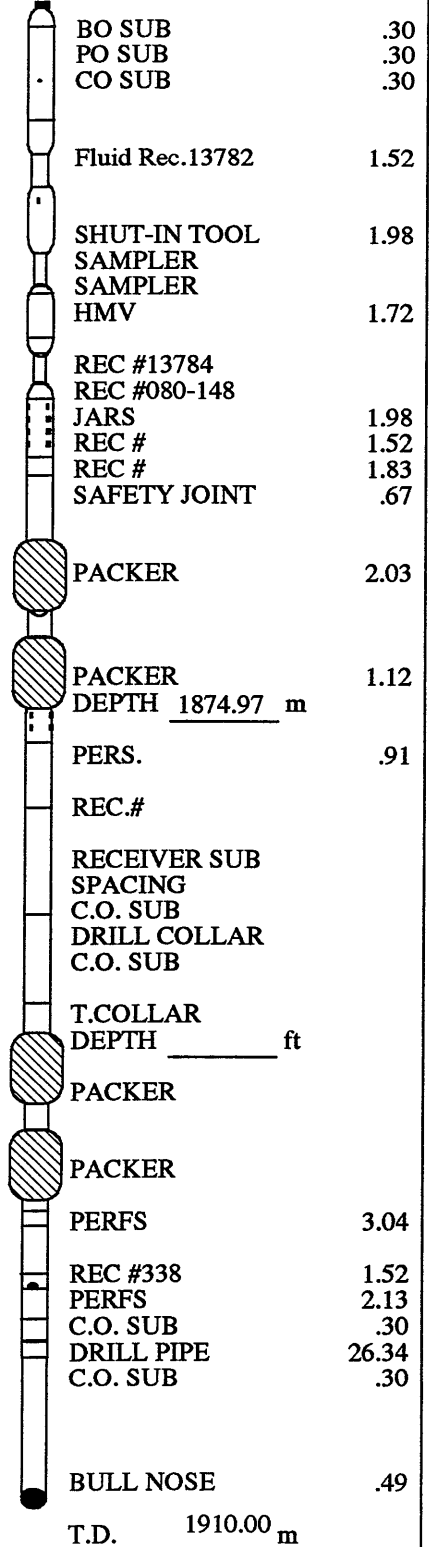 BO SUB .30
PO SUB .30
CO SUB .30
Fluid Rec.13782 1.52
SHUT-IN TOOL 1.98
SAMPLER
SAMPLER
HMV 1.72
REC #13784
REC #080-148
JARS 1.98
REC # 1.52
REC # 1.83
SAFETY JOINT .67
PACKER 2.03
PACKER 1.12
DEPTH 1874.97 m
PERS. .91
REC.#
RECEIVER SUB
SPACING
C.O. SUB
DRILL COLLAR
C.O. SUB
T.COLLAR
DEPTH ft
PACKER
PACKER
PERFS 3.04
REC #338 1.52
PERFS 2.13
C.O. SUB .30
DRILL PIPE 26.34
C.O. SUB .30
BULL NOSE .49
T.D. 1910.00 m